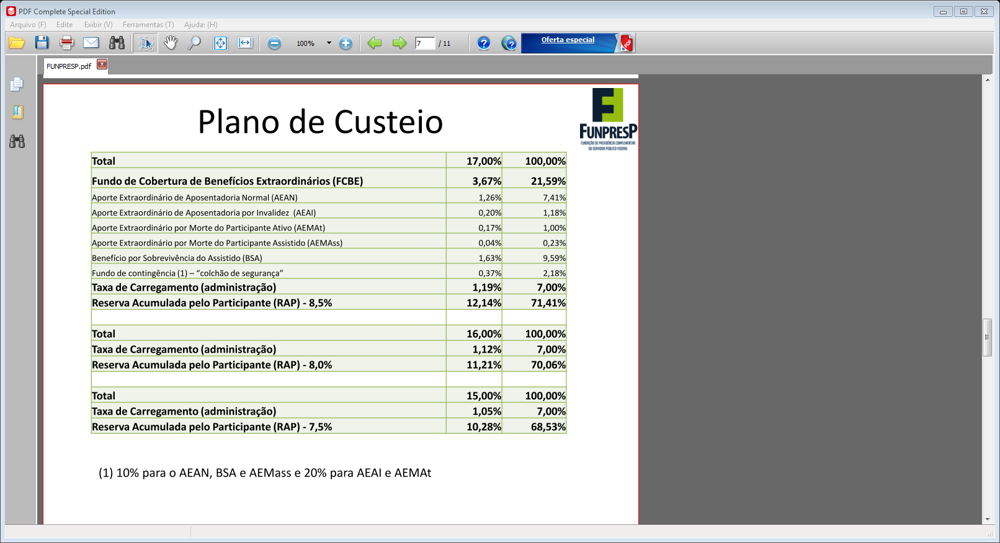 PDF Complete Special Edition
Arquivo (F) Edite Exibir (V) Ferramentas (T) Ajuda: (H)
100% 7 / 11 Oferta especial
FUNPRESP.pdf
Plano de Custeio
FUNPRESP
FUNDAÇÃO DE PREVIDÊNCIA COMPLEMENTAR
DO SERVIDOR PÚBLICO FEDERAL
Total 17,00% 100,00%
Fundo de Cobertura de Benefícios Extraordinários (FCBE) 3,67% 21,59%
Aporte Extraordinário de Aposentadoria Normal (AEAN) 1,26% 7,41%
Aporte Extraordinário de Aposentadoria por Invalidez (AEAI) 0,20% 1,18%
Aporte Extraordinário por Morte do Participante Ativo (AEMAt) 0,17% 1,00%
Aporte Extraordinário por Morte do Participante Assistido (AEMAss) 0,04% 0,23%
Benefício por Sobrevivência do Assistido (BSA) 1,63% 9,59%
Fundo de contingência (1) – “colchão de segurança” 0,37% 2,18%
Taxa de Carregamento (administração) 1,19% 7,00%
Reserva Acumulada pelo Participante (RAP) - 8,5% 12,14% 71,41%
Total 16,00% 100,00%
Taxa de Carregamento (administração) 1,12% 7,00%
Reserva Acumulada pelo Participante (RAP) - 8,0% 11,21% 70,06%
Total 15,00% 100,00%
Taxa de Carregamento (administração) 1,05% 7,00%
Reserva Acumulada pelo Participante (RAP) - 7,5% 10,28% 68,53%
(1) 10% para o AEAN, BSA e AEMass e 20% para AEAI e AEMAt